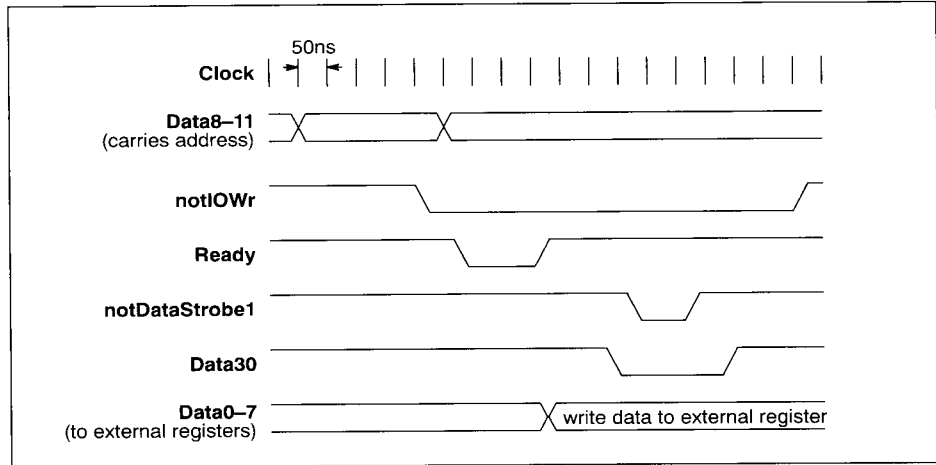 50ns
Clock
Data8–11
(carries address)
notIOWr
Ready
notDataStrobe1
Data30
Data0–7
(to external registers)
write data to external register